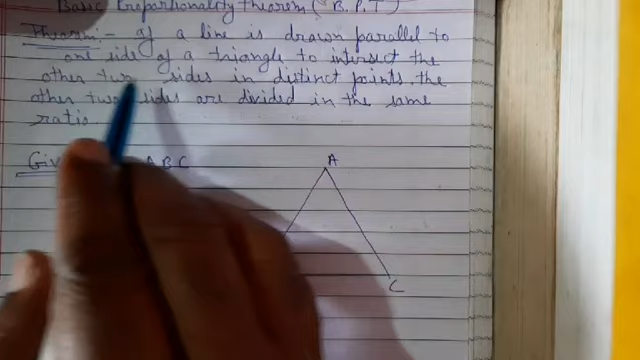 Basic Proportionality Theorem ( B. P. T )
Theorem:- If a line is drawn parallel to
one side of a triangle to intersect the
other two sides in distinct points, the
other two sides are divided in the same
ratio
Giv ABC
A
C